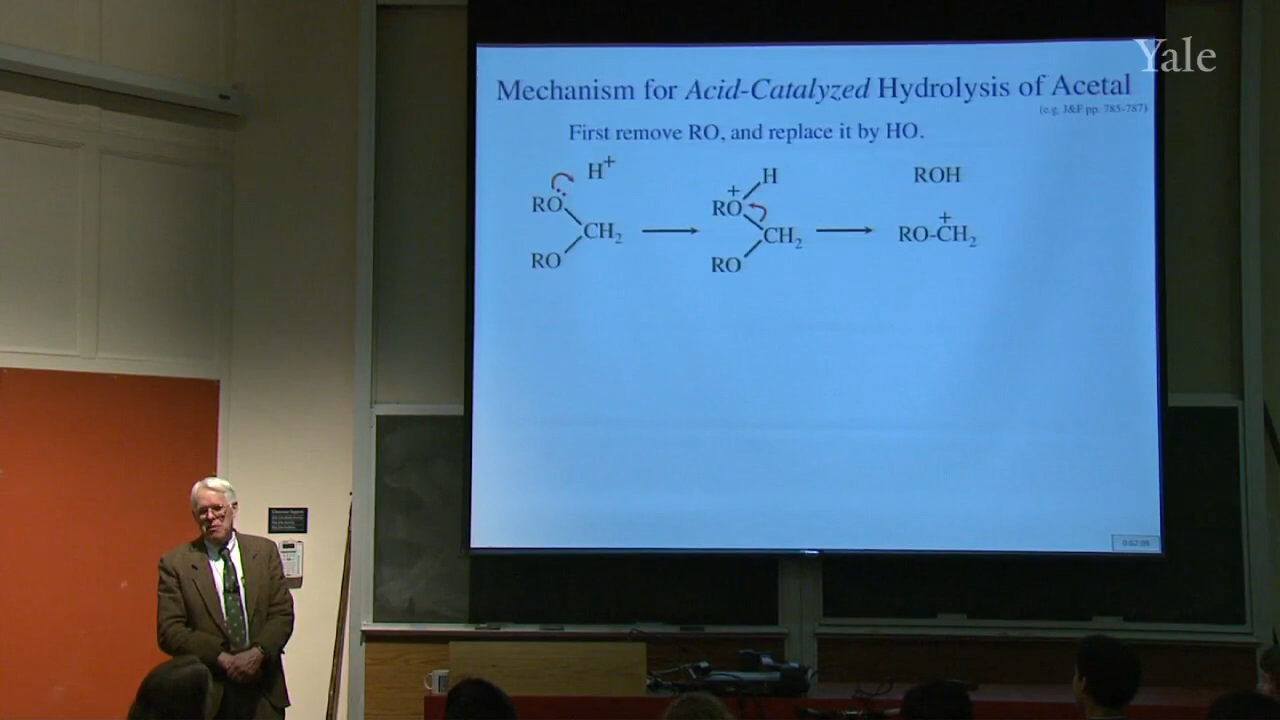 Yale
Mechanism for Acid-Catalyzed Hydrolysis of Acetal
(e.g. J&F pp. 785-787)
First remove RO, and replace it by HO.
H+
H
ROH
RO
+
RO
+
CH2
CH2
RO-CH2
RO
RO